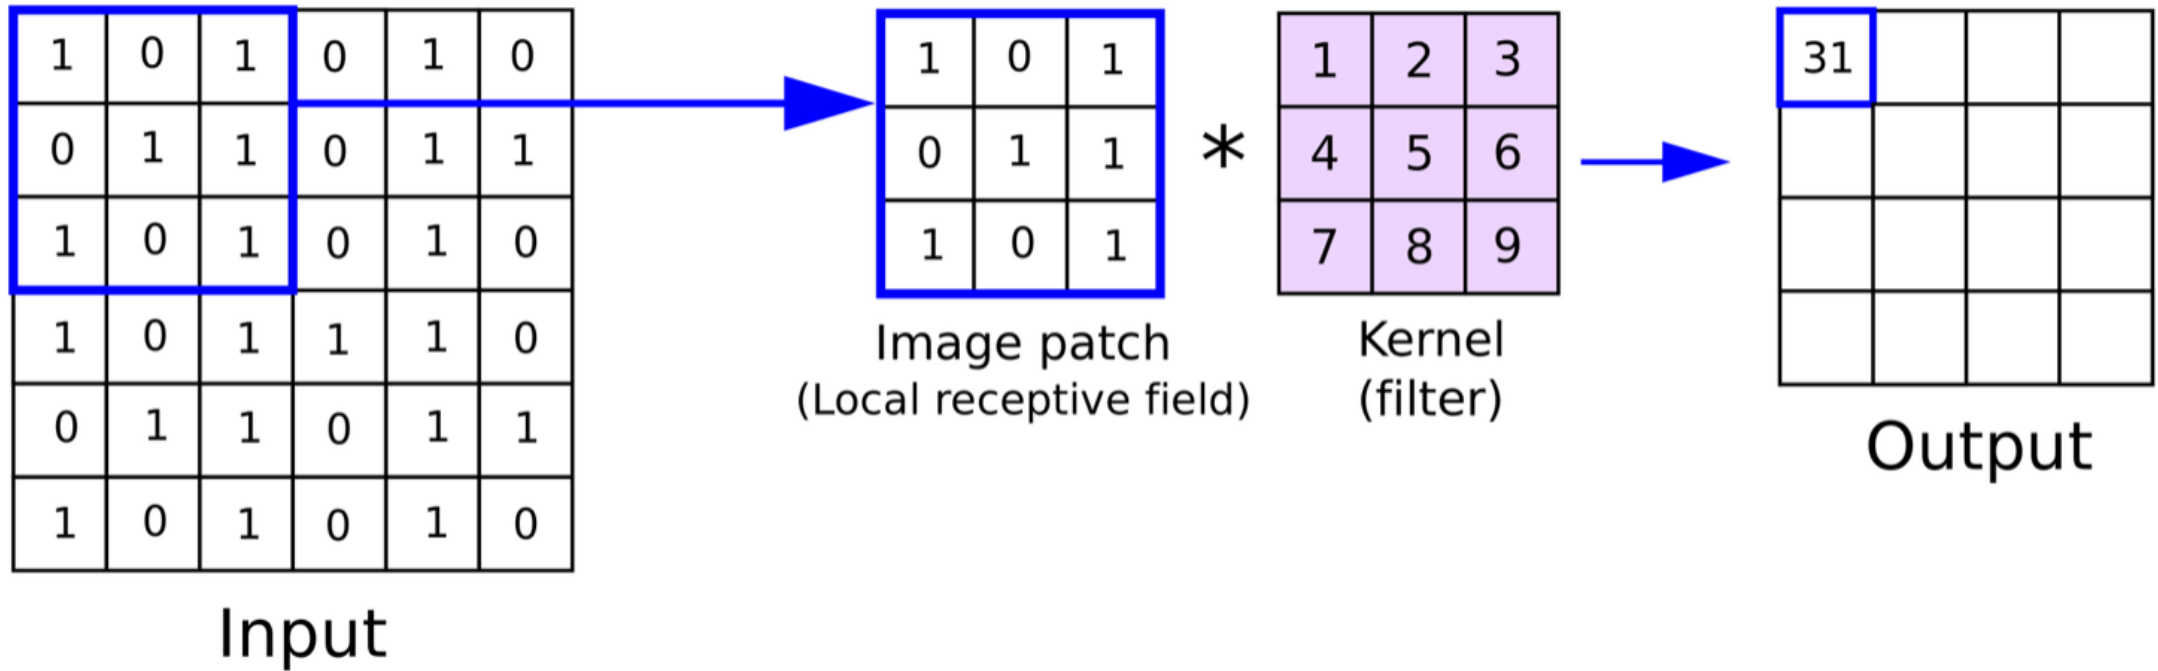 1 0 1 0 1 0
0 1 1 0 1 1
1 0 1 0 1 0
1 0 1 1 1 0
0 1 1 0 1 1
1 0 1 0 1 0
Input
1 0 1
0 1 1
1 0 1
Image patch
(Local receptive field)
*
1 2 3
4 5 6
7 8 9
Kernel
(filter)
31
Output